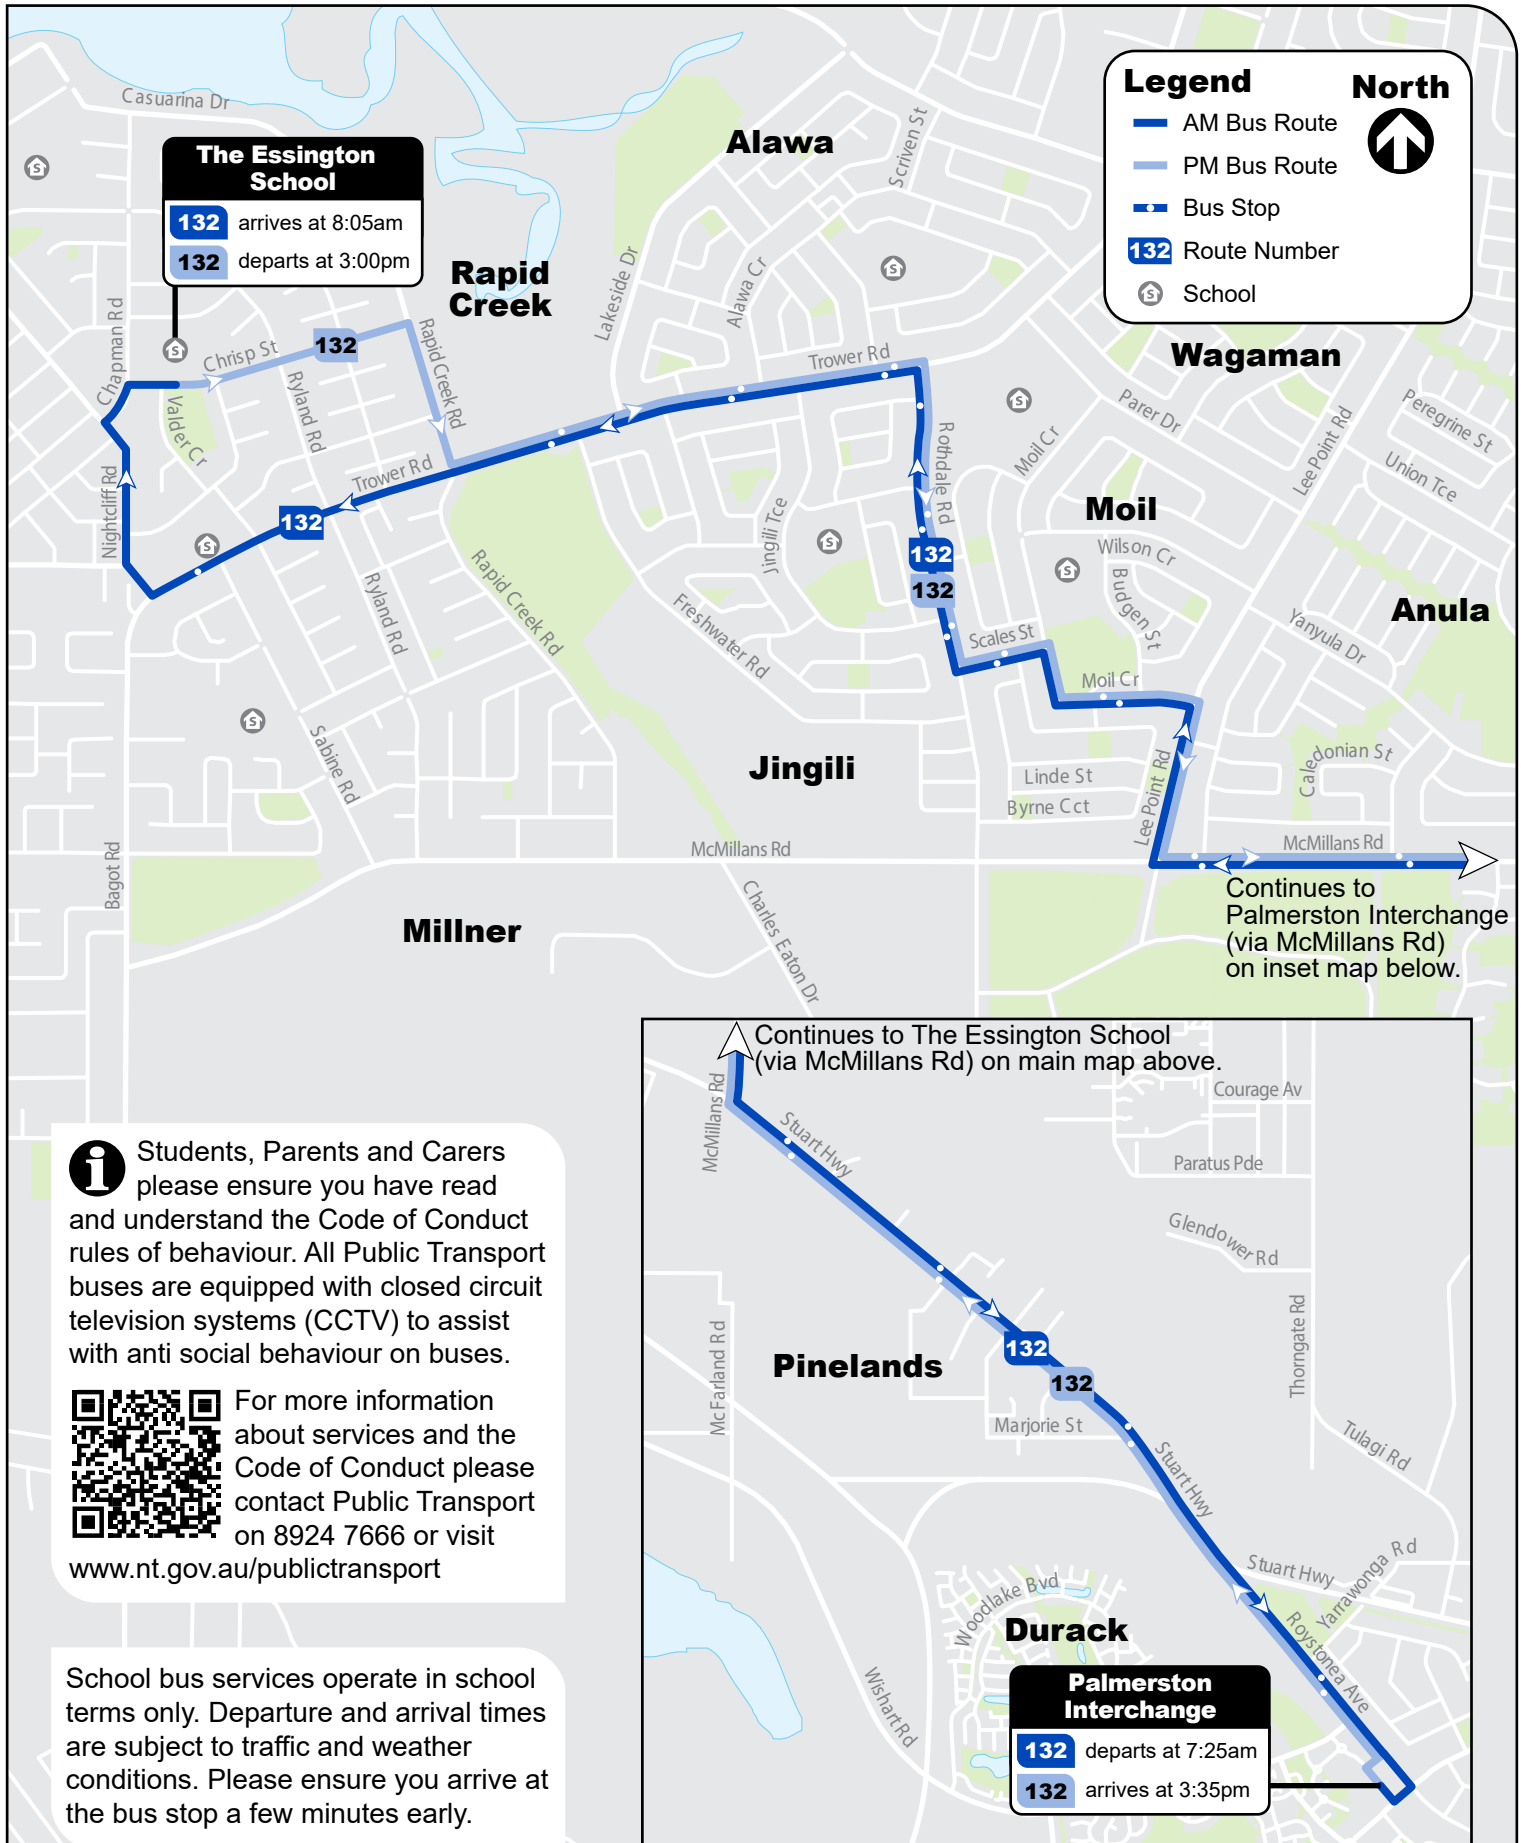 Casuarina Dr
The Essington
School
132 arrives at 8:05am
132 departs at 3:00pm
Alawa
Scriven St
Legend
North
AM Bus Route
PM Bus Route
Bus Stop
132 Route Number
S School
Rapid
Creek
Lakeside Dr
Alawa Cr
Chapman Rd
Chrisp St
132
Rapid Creek Rd
Ryland Rd
Valder Cr
Trower Rd
Wagaman
Parer Dr
Lee Point Rd
Peregrine St
Union Tce
Moil Cr
Rothdale Rd
Trower Rd
Nightcliff Rd
132
Jingili Tce
Moil
Wilson Cr
Budgen St
132
132
Anula
Yanyula Dr
Rapid Creek Rd
Ryland Rd
Freshwater Rd
Scales St
Moil Cr
Sabine Rd
Jingili
Linde St
Byrne Cct
Lee Point Rd
Caledonian St
McMillans Rd
McMillans Rd
Bagot Rd
Charles Eaton Dr
Millner
Continues to
Palmerston Interchange
(via McMillans Rd)
on inset map below.
Continues to The Essington School
(via McMillans Rd) on main map above.
McMillans Rd
Stuart Hwy
Courage Av
Paratus Pde
Glendower Rd
Thorngate Rd
McFarland Rd
Pinelands
132
132
Marjorie St
Stuart Hwy
Tulagi Rd
Stuart Hwy
Yarrawonga Rd
Woodlake Bvd
Durack
Roystonea Ave
Wishart Rd
Palmerston
Interchange
132 departs at 7:25am
132 arrives at 3:35pm
i Students, Parents and Carers
please ensure you have read
and understand the Code of Conduct
rules of behaviour. All Public Transport
buses are equipped with closed circuit
television systems (CCTV) to assist
with anti social behaviour on buses.
For more information
about services and the
Code of Conduct please
contact Public Transport
on 8924 7666 or visit
www.nt.gov.au/publictransport
School bus services operate in school
terms only. Departure and arrival times
are subject to traffic and weather
conditions. Please ensure you arrive at
the bus stop a few minutes early.